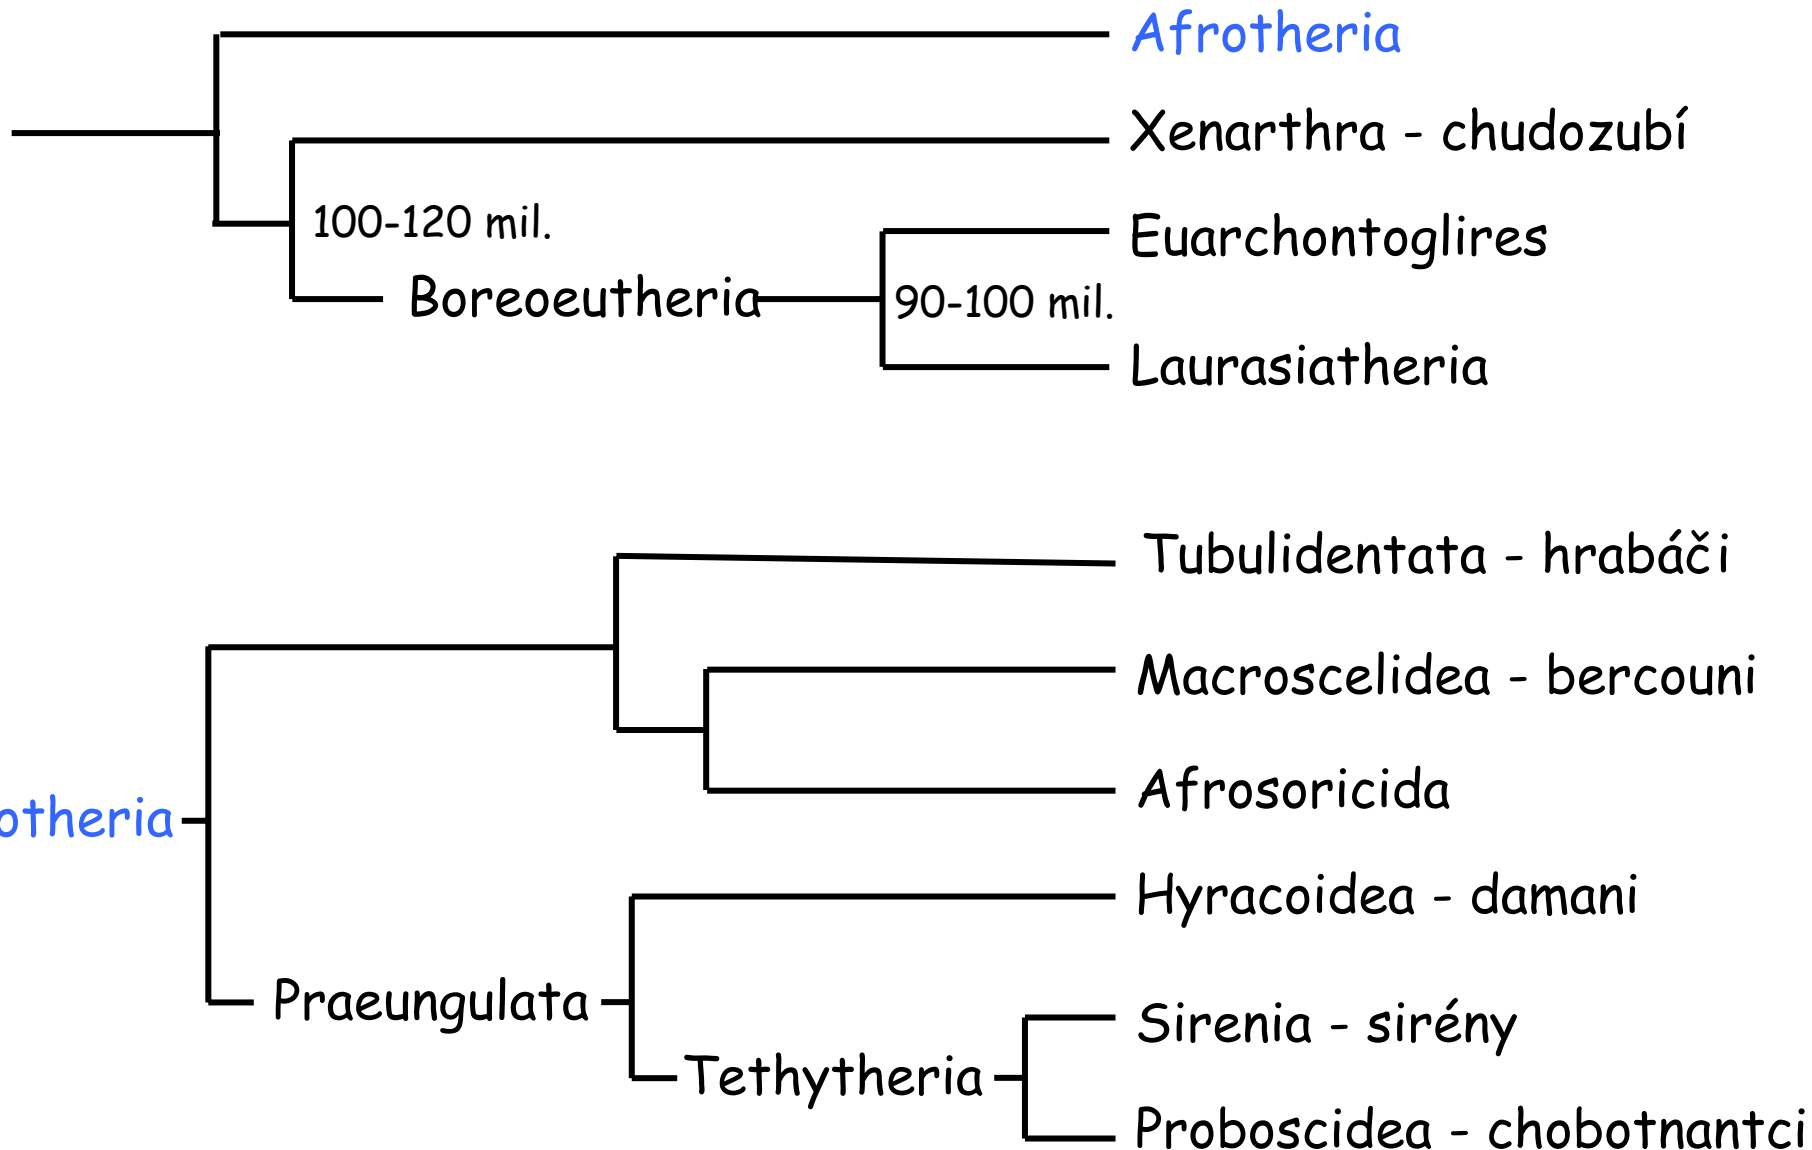 Afrotheria
Xenarthra - chudozubí
100-120 mil.
Euarchontoglires
Boreoeutheria
90-100 mil.
Laurasiatheria
Tubulidentata - hrabáči
Macroscelidea - bercouni
Afrosoricida
otheria
Hyracoidea - damani
Praeungulata
Sirenia - sirény
Tethytheria
Proboscidea - chobotnantci